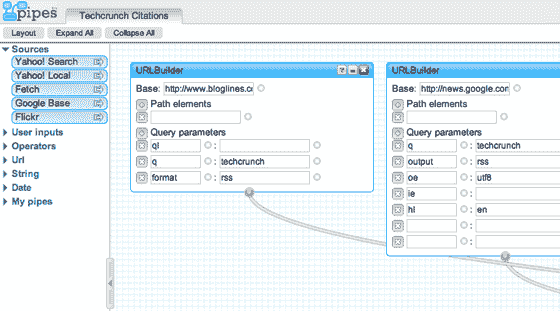 pipes Techcrunch Citations
Layout Expand All Collapse All
Sources
Yahoo! Search
Yahoo! Local
Fetch
Google Base
Flickr
User inputs
Operators
Url
String
Date
My pipes
URLBuilder
Base: http://www.bloglines.co
Path elements
Query parameters
ql :
q : techcrunch
format : rss
URLBuilder
Base: http://news.google.com
Path elements
Query parameters
q : techcrunch
output : rss
oe : utf8
ie :
hl : en
:
: